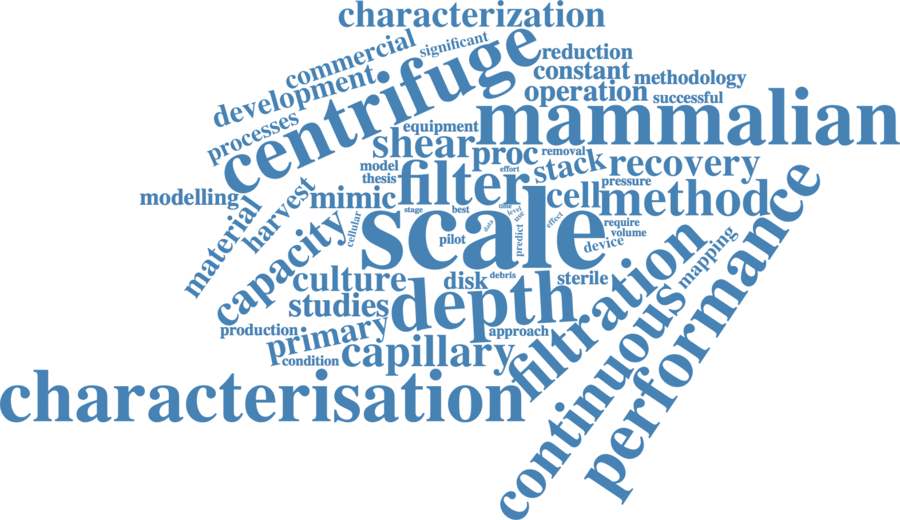 characterization
commercial
significant
centrifuge
reduction
constant
methodology
development
operation
successful
processes
equipment
mammalian
shear
proc
removal
stack
recovery
model
effort
thesis
filter
pressure
modelling
harvest
mimic
cell
method
material
capacity
cellular
scale
stage
best
time
level
data
use
predict
effect
require
volume
pilot
device
mapping
culture
disk
debris
sterile
filtration
studies
depth
continuous
performance
production
primary
approach
condition
capillary
characterisation